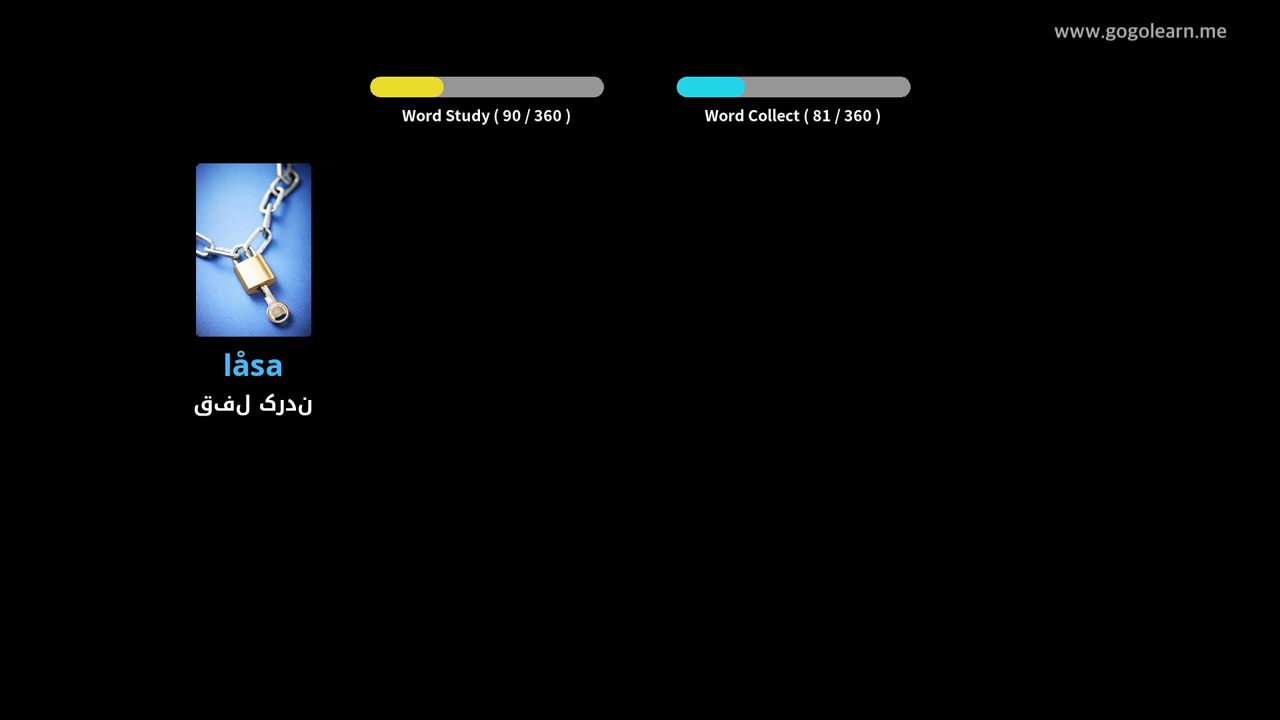 www.gogolearn.me
Word Study ( 90 / 360 )
Word Collect ( 81 / 360 )
låsa
قفل کردن